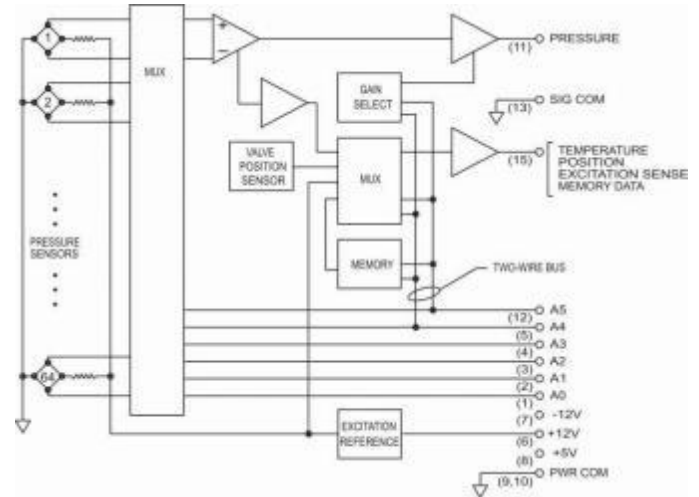 1
2
PRESSURE
SENSORS
64
MUX
GAIN
SELECT
VALVE
POSITION
SENSOR
MUX
MEMORY
TWO-WIRE BUS
EXCITATION
REFERENCE
(11) PRESSURE
(13) SIG COM
(15) TEMPERATURE
POSITION
EXCITATION SENSE
MEMORY DATA
(12) A5
(5) A4
(4) A3
(3) A2
(2) A1
(1) A0
(7) -12V
(6) +12V
(8) +5V
(9,10) PWR COM